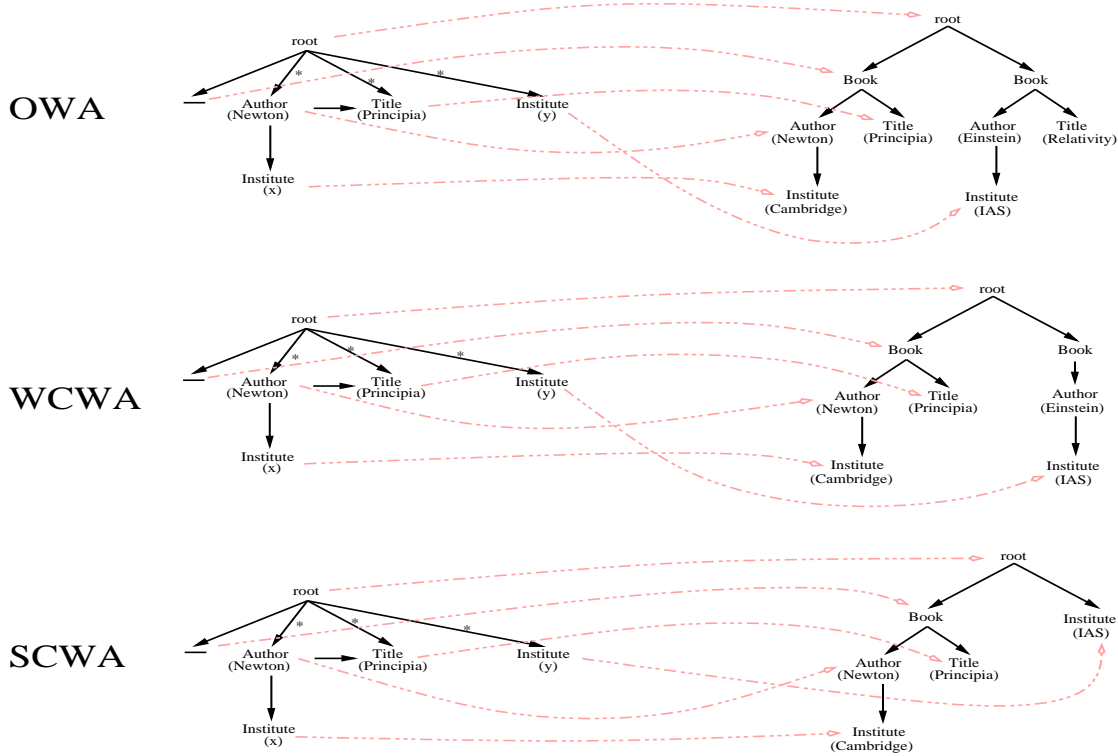 root
root
*
*
*
Book
Book
OWA
—
Author
(Newton)
Title
(Principia)
Institute
(y)
Author
(Newton)
Title
(Principia)
Author
(Einstein)
Title
(Relativity)
Institute
(x)
Institute
(Cambridge)
Institute
(IAS)
root
root
*
*
*
Book
Book
WCWA
—
Author
(Newton)
Title
(Principia)
Institute
(y)
Author
(Newton)
Title
(Principia)
Author
(Einstein)
Institute
(x)
Institute
(Cambridge)
Institute
(IAS)
root
root
*
*
*
Book
Institute
(IAS)
SCWA
—
Author
(Newton)
Title
(Principia)
Institute
(y)
Author
(Newton)
Title
(Principia)
Institute
(x)
Institute
(Cambridge)